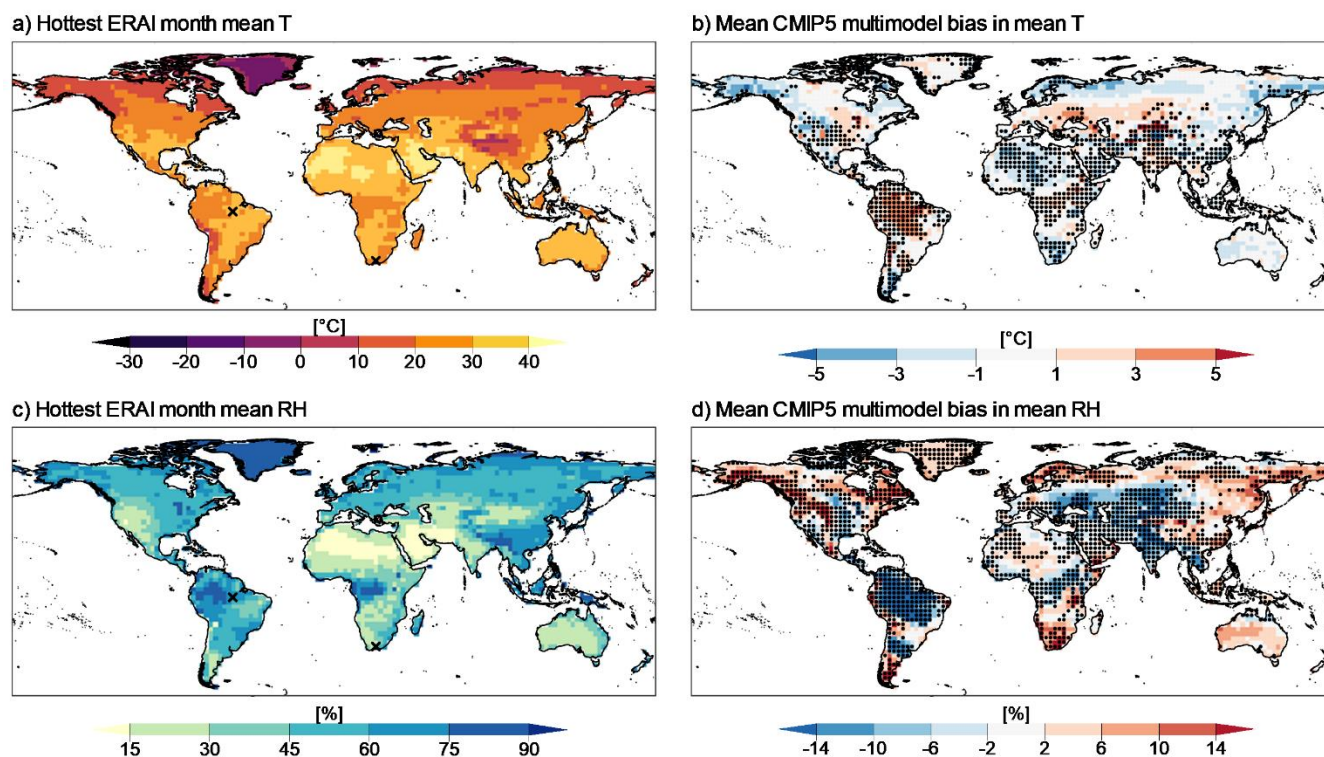 a) Hottest ERAI month mean T
b) Mean CMIP5 multimodel bias in mean T
[°C]
-30 -20 -10 0 10 20 30 40
[°C]
-5 -3 -1 1 3 5
c) Hottest ERAI month mean RH
d) Mean CMIP5 multimodel bias in mean RH
[%]
15 30 45 60 75 90
[%]
-14 -10 -6 -2 2 6 10 14